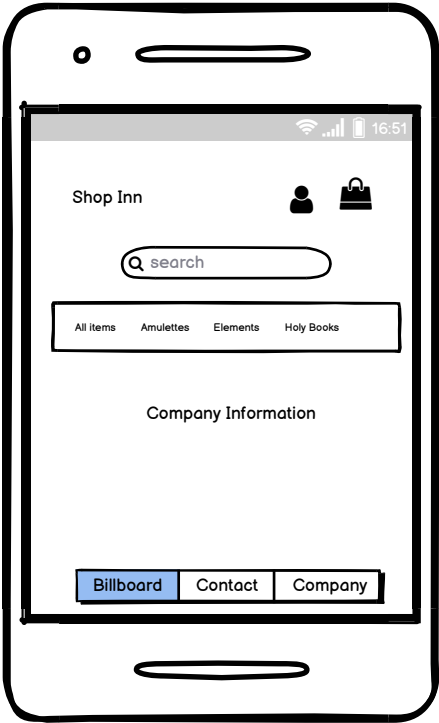 16:51
Shop Inn
search
All items Amulettes Elements Holy Books
Company Information
Billboard Contact Company